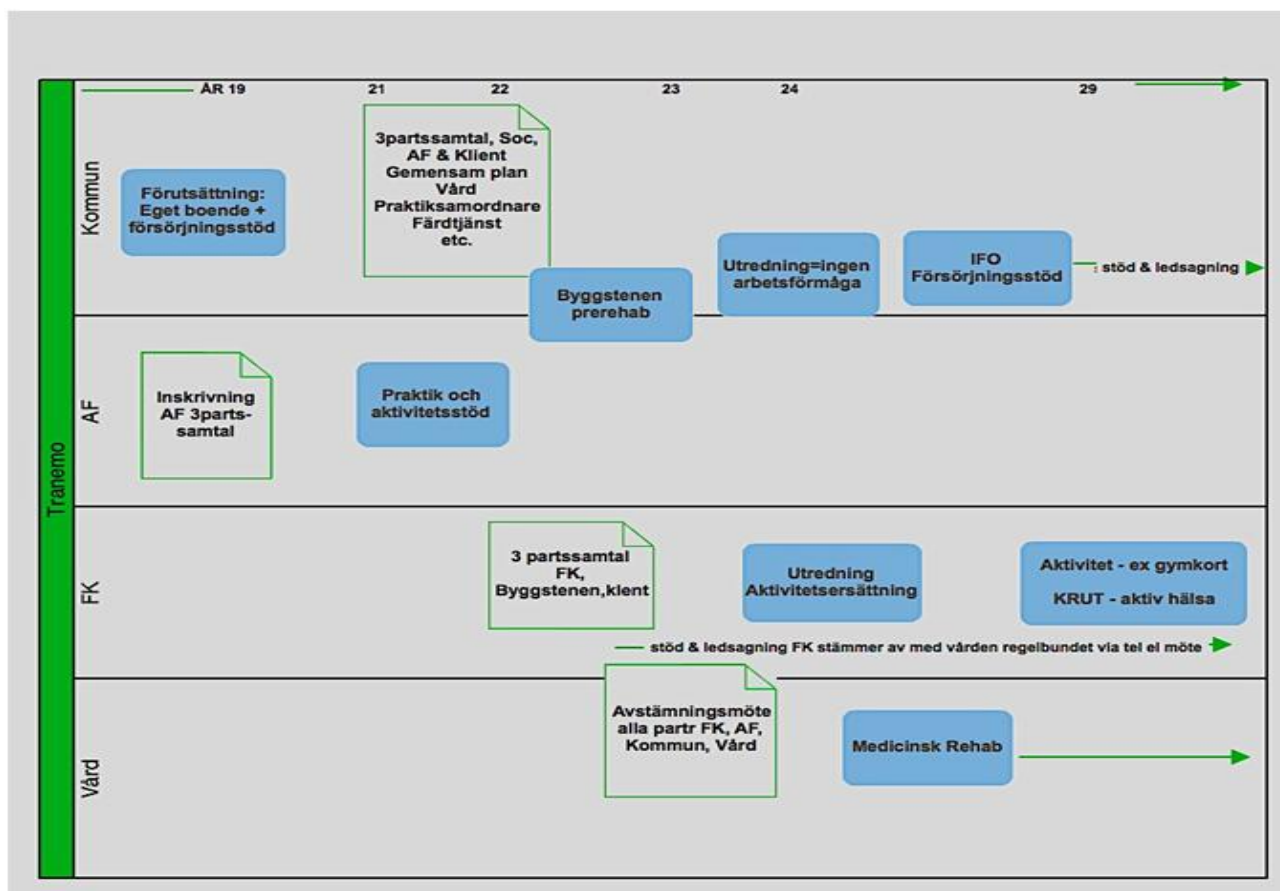 ÅR 19 21 22 23 24 29
Tranemo
Kommun
Förutsättning:
Eget boende +
försörjningsstöd
3partssamtal, Soc,
AF & Klient
Gemensam plan
Vård
Praktiksamordnare
Färdtjänst
etc.
Byggstenen
prerehab
Utredning=ingen
arbetsförmåga
IFO
Försörjningsstöd
: stöd & ledsagning
AF
Inskrivning
AF 3parts-
samtal
Praktik och
aktivitetsstöd
FK
3 partssamtal
FK,
Byggstenen,klent
Utredning
Aktivitetsersättning
Aktivitet - ex gymkort
KRUT - aktiv hälsa
stöd & ledsagning FK stämmer av med vården regelbundet via tel el möte
Vård
Avstämningsmöte
alla partr FK, AF,
Kommun, Vård
Medicinsk Rehab